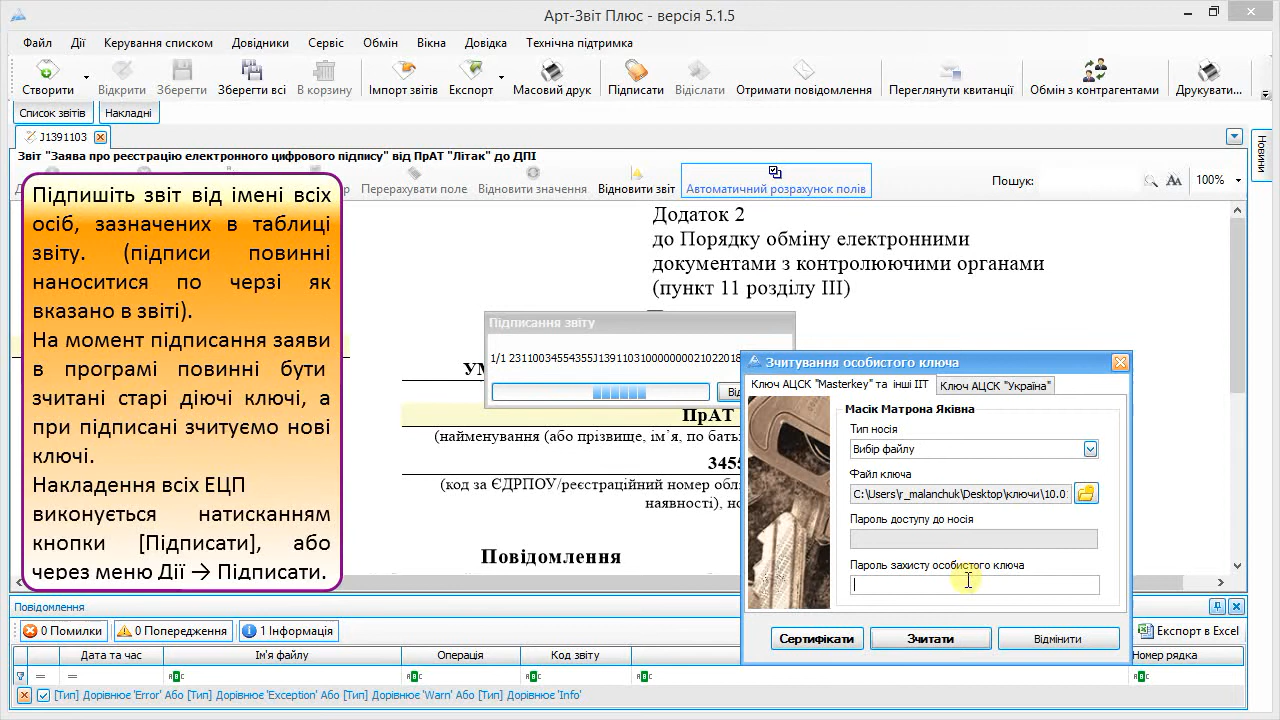 Арт-Звіт Плюс - версія 5.1.5
Файл Дії Керування списком Довідники Сервіс Обмін Вікна Довідка Технічна підтримка
Створити Відкрити Зберегти Зберегти всі В корзину Імпорт звітів Експорт Масовий друк Підписати Відіслати Отримати повідомлення Переглянути квитанції Обмін з контрагентами Друкувати...
Список звітів Накладні
J1391103
Новини
Звіт "Заява про реєстрацію електронного цифрового підпису" від ПрАТ "Літак" до ДПІ
Перерахувати поле Відновити значення Відновити звіт Автоматичний розрахунок полів Пошук: AA 100%
Підпишіть звіт від імені всіх
осіб, зазначених в таблиці
звіту. (підписи повинні
наноситися по черзі як
вказано в звіті).
На момент підписання заяви
в програмі повинні бути
зчитані старі діючі ключі, а
при підписані зчитуємо нові
ключі.
Накладення всіх ЕЦП
виконується натисканням
кнопки [Підписати], або
через меню Дії → Підписати.
Додаток 2
до Порядку обміну електронними
документами з контролюючими органами
(пункт 11 розділу III)
Підписання звіту
1/1 23110034554355J139110310000000021022018
Від
ПрАТ
(найменування (або прізвище, ім’я, по бать
3455
(код за ЄДРПОУ/реєстраційний номер обл
наявності), но
Повідомлення
Зчитування особистого ключа
Ключ АЦСК "Masterkey" та інші ІІТ Ключ АЦСК "Україна"
Масік Матрона Яківна
Тип носія
Вибір файлу
Файл ключа
C:\Users\r_malanchuk\Desktop\ключи\10.0
Пароль доступу до носія
Пароль захисту особистого ключа
Сертифікати Зчитати Відмінити
Повідомлення
0 Помилки 0 Попередження 1 Інформація Експорт в Excel
Дата та час Ім'я файлу Операція Код звіту Номер рядка
[Тип] Дорівнює 'Error' Або [Тип] Дорівнює 'Exception' Або [Тип] Дорівнює 'Warn' Або [Тип] Дорівнює 'Info'